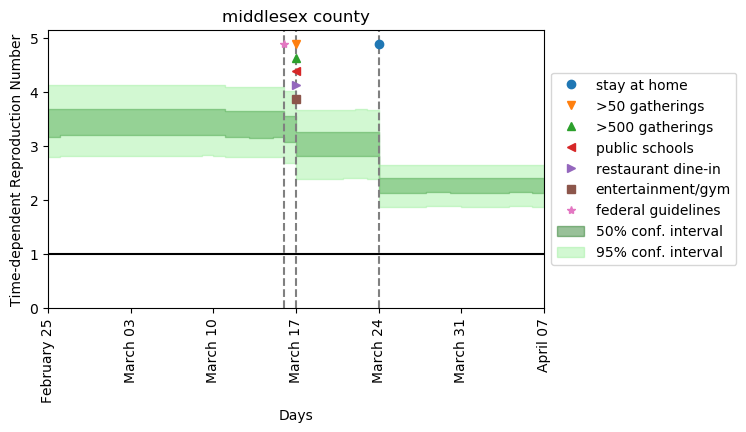 middlesex county
Time-dependent Reproduction Number
5
4
3
2
1
0
February 25
March 03
March 10
March 17
March 24
March 31
April 07
Days
stay at home
>50 gatherings
>500 gatherings
public schools
restaurant dine-in
entertainment/gym
federal guidelines
50% conf. interval
95% conf. interval